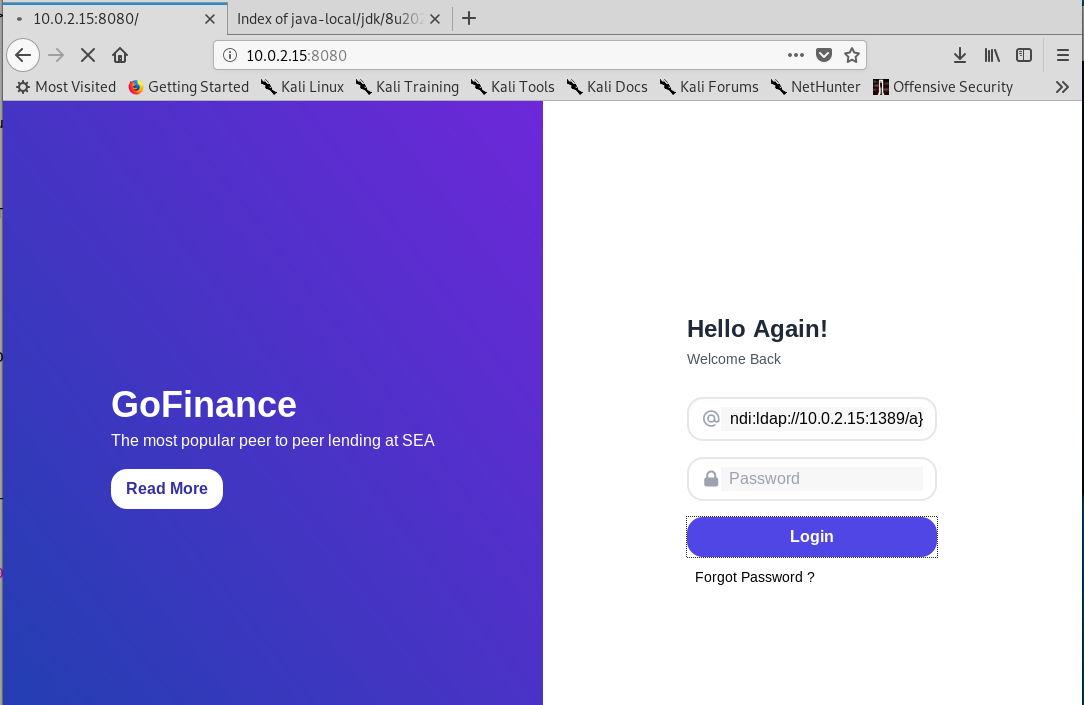 10.0.2.15:8080/
Index of java-local/jdk/8u202
10.0.2.15:8080
Most Visited Getting Started Kali Linux Kali Training Kali Tools Kali Docs Kali Forums NetHunter Offensive Security
GoFinance
The most popular peer to peer lending at SEA
Read More
Hello Again!
Welcome Back
ndi:ldap://10.0.2.15:1389/a}
Password
Login
Forgot Password ?